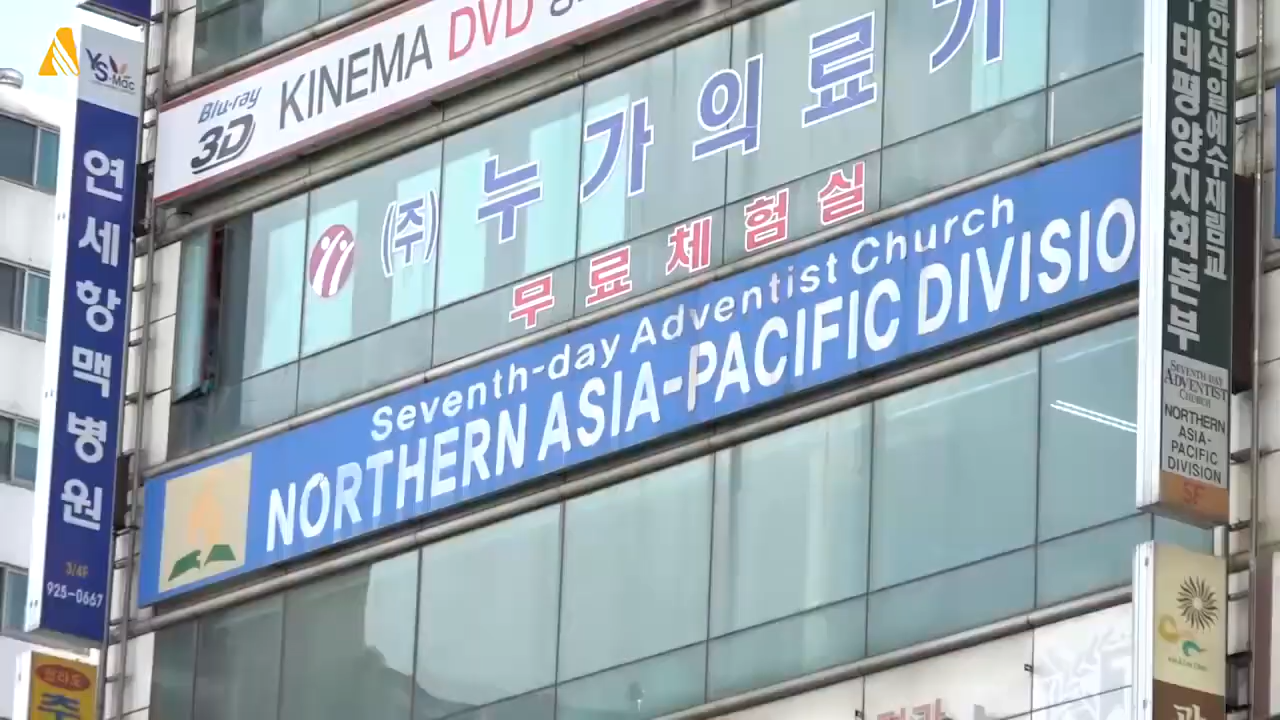 YeS Mac
연세항맥병원
3/4F
925-0667
Blu-ray
3D
KINEMA DVD
(주) 누가의료기
무료체험실
Seventh-day Adventist Church
NORTHERN ASIA-PACIFIC DIVISIO
안식일예수재림교
태평양지회본부
SEVENTH-DAY
ADVENTIST
CHURCH
NORTHERN
ASIA-
PACIFIC
DIVISION
5F